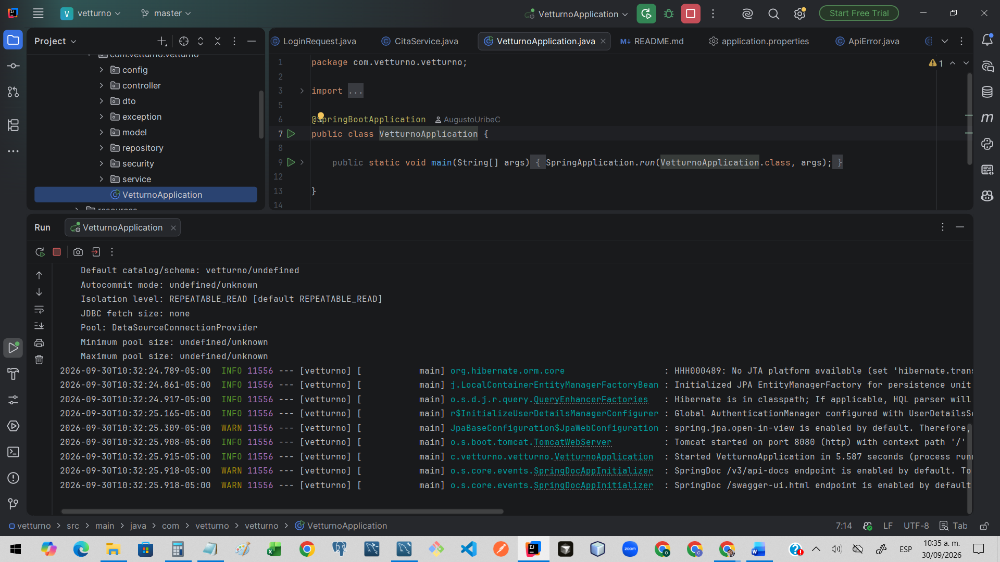 V vetturno master VetturnoApplication Start Free Trial
Project
LoginRequest.java CitaService.java VetturnoApplication.java README.md application.properties ApiError.java
com.vetturno.vetturno
config
controller
dto
exception
model
repository
security
service
VetturnoApplication
resources
1 package com.vetturno.vetturno;
2
3 import ...
5
6 @SpringBootApplication AugustoUribeC
7 public class VetturnoApplication {
8
9 public static void main(String[] args) { SpringApplication.run(VetturnoApplication.class, args); }
12
13 }
14
1
Run VetturnoApplication
Default catalog/schema: vetturno/undefined
Autocommit mode: undefined/unknown
Isolation level: REPEATABLE_READ [default REPEATABLE_READ]
JDBC fetch size: none
Pool: DataSourceConnectionProvider
Minimum pool size: undefined/unknown
Maximum pool size: undefined/unknown
2026-09-30T10:32:24.789-05:00 INFO 11556 --- [vetturno] [ main] org.hibernate.orm.core : HHH000489: No JTA platform available (set 'hibernate.trans
2026-09-30T10:32:24.861-05:00 INFO 11556 --- [vetturno] [ main] j.LocalContainerEntityManagerFactoryBean : Initialized JPA EntityManagerFactory for persistence unit
2026-09-30T10:32:24.917-05:00 INFO 11556 --- [vetturno] [ main] o.s.d.j.r.query.QueryEnhancerFactories : Hibernate is in classpath; If applicable, HQL parser will
2026-09-30T10:32:25.165-05:00 INFO 11556 --- [vetturno] [ main] r$InitializeUserDetailsManagerConfigurer : Global AuthenticationManager configured with UserDetailsSe
2026-09-30T10:32:25.309-05:00 WARN 11556 --- [vetturno] [ main] JpaBaseConfiguration$JpaWebConfiguration : spring.jpa.open-in-view is enabled by default. Therefore,
2026-09-30T10:32:25.908-05:00 INFO 11556 --- [vetturno] [ main] o.s.boot.tomcat.TomcatWebServer : Tomcat started on port 8080 (http) with context path '/'
2026-09-30T10:32:25.915-05:00 INFO 11556 --- [vetturno] [ main] c.vetturno.vetturno.VetturnoApplication : Started VetturnoApplication in 5.587 seconds (process runn
2026-09-30T10:32:25.918-05:00 WARN 11556 --- [vetturno] [ main] o.s.core.events.SpringDocAppInitializer : SpringDoc /v3/api-docs endpoint is enabled by default. To
2026-09-30T10:32:25.918-05:00 WARN 11556 --- [vetturno] [ main] o.s.core.events.SpringDocAppInitializer : SpringDoc /swagger-ui.html endpoint is enabled by default
vetturno src main java com vetturno vetturno VetturnoApplication 7:14 LF UTF-8 Tab
zoom ESP 10:35 a. m.
30/09/2026